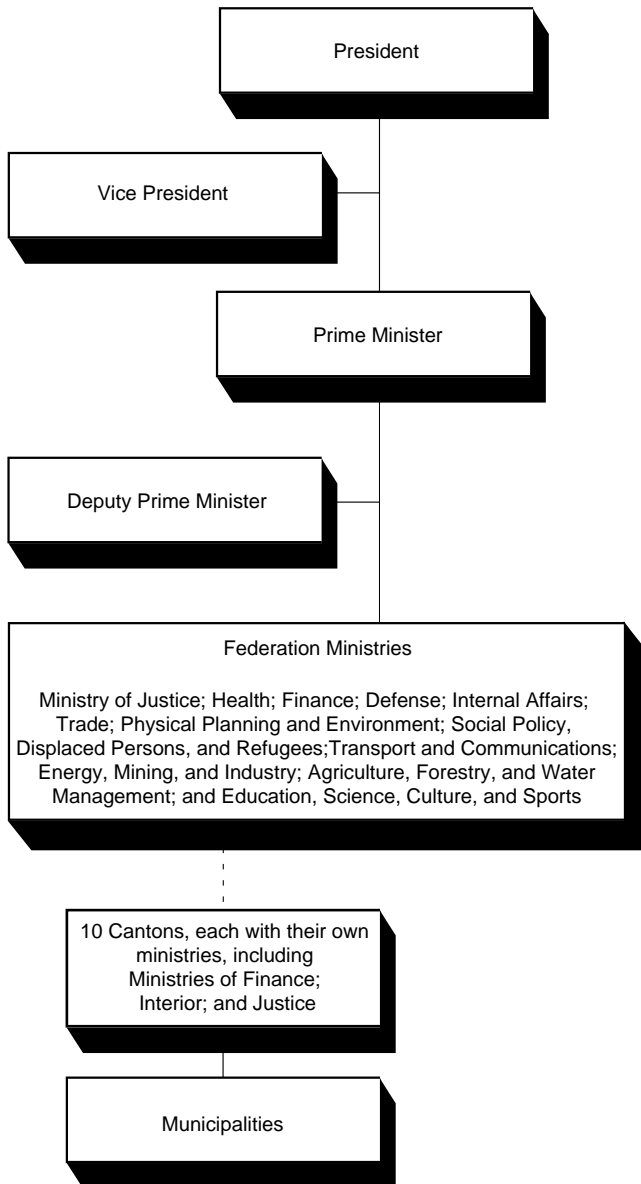 President
Vice President
Prime Minister
Deputy Prime Minister
Federation Ministries
Ministry of Justice; Health; Finance; Defense; Internal Affairs;
Trade; Physical Planning and Environment; Social Policy,
Displaced Persons, and Refugees;Transport and Communications;
Energy, Mining, and Industry; Agriculture, Forestry, and Water
Management; and Education, Science, Culture, and Sports
10 Cantons, each with their own
ministries, including
Ministries of Finance;
Interior; and Justice
Municipalities